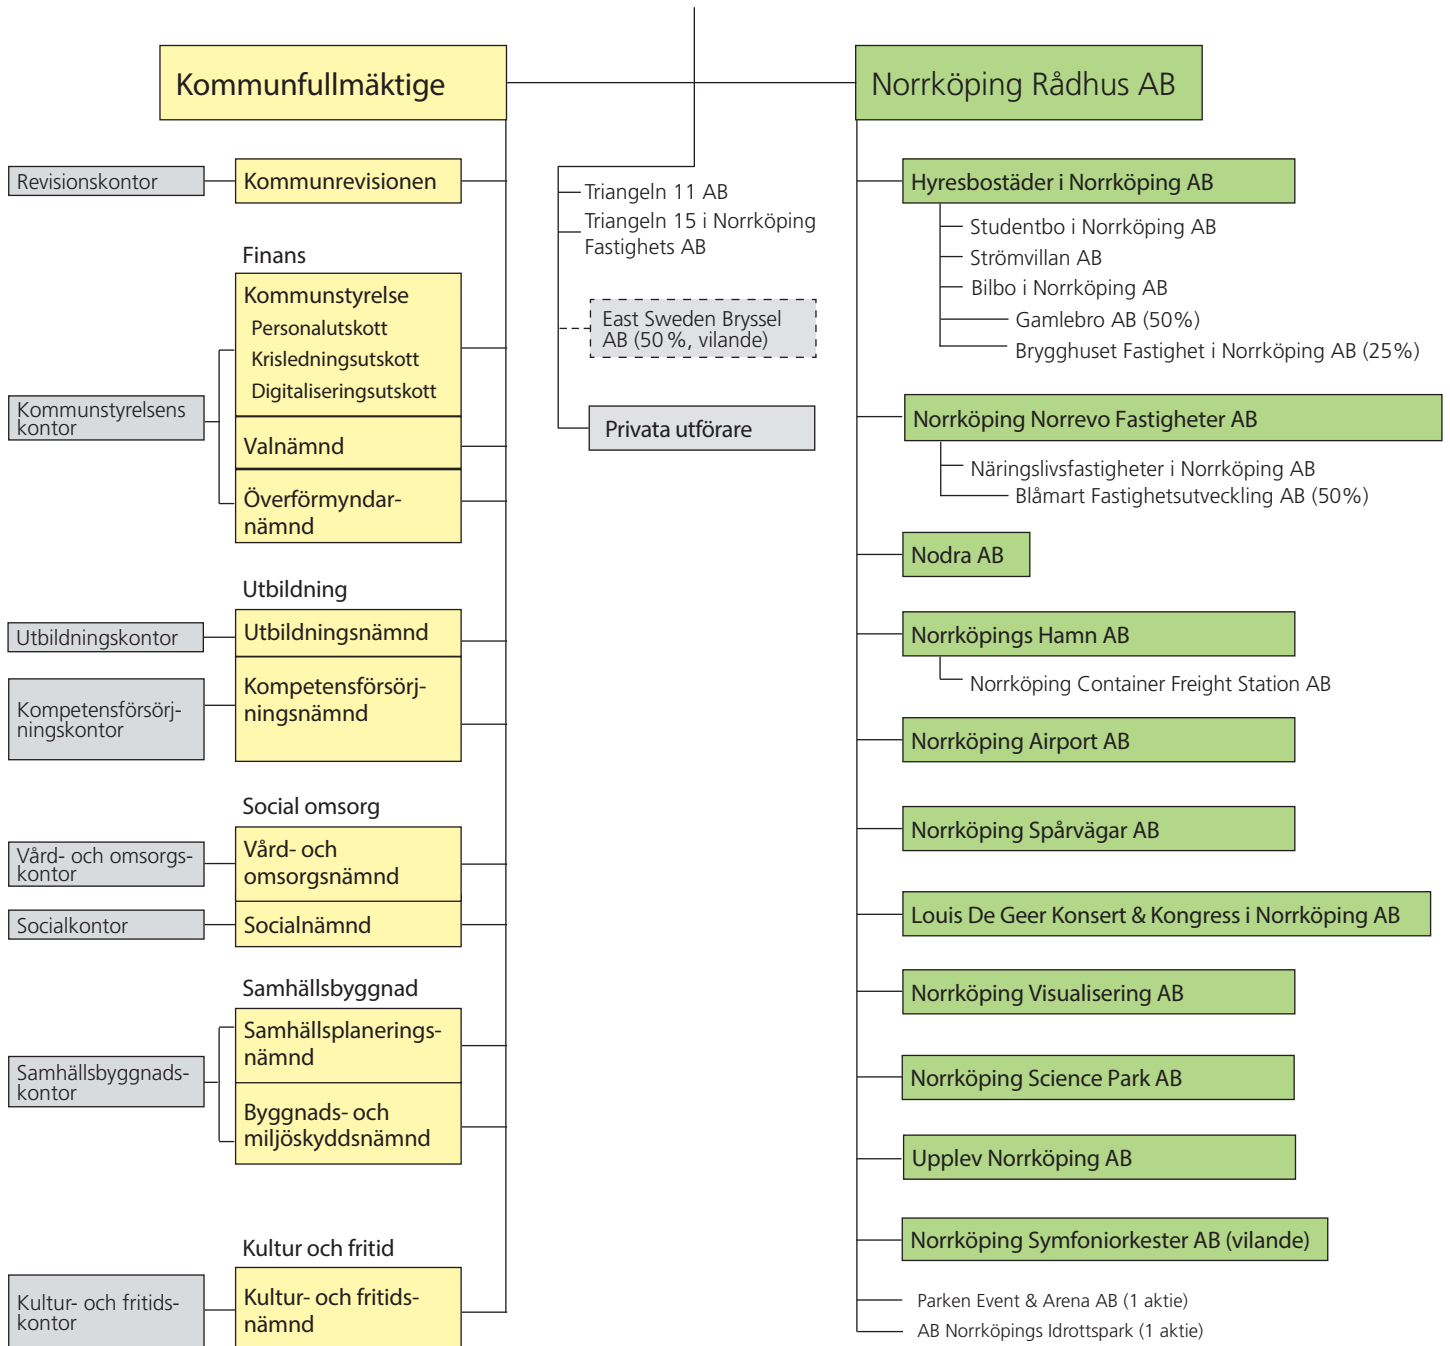 Kommunfullmäktige
Revisionskontor
Kommunrevisionen
Finans
Kommunstyrelse
Personalutskott
Krisledningsutskott
Digitaliseringsutskott
Kommunstyrelsens
kontor
Valnämnd
Överförmyndar-
nämnd
Utbildning
Utbildningskontor
Utbildningsnämnd
Kompetensförsörj-
ningskontor
Kompetensförsörj-
ningsnämnd
Social omsorg
Vård- och omsorgs-
kontor
Vård- och
omsorgsnämnd
Socialkontor
Socialnämnd
Samhällsbyggnad
Samhällsbyggnads-
kontor
Samhällsplanerings-
nämnd
Byggnads- och
miljöskyddsnämnd
Kultur och fritid
Kultur- och fritids-
kontor
Kultur- och fritids-
nämnd
Triangeln 11 AB
Triangeln 15 i Norrköping
Fastighets AB
East Sweden Bryssel
AB (50 %, vilande)
Privata utförare
Norrköping Rådhus AB
Hyresbostäder i Norrköping AB
Studentbo i Norrköping AB
Strömvillan AB
Bilbo i Norrköping AB
Gamlebro AB (50%)
Brygghuset Fastighet i Norrköping AB (25%)
Norrköping Norrevo Fastigheter AB
Näringslivsfastigheter i Norrköping AB
Blåmart Fastighetsutveckling AB (50%)
Nodra AB
Norrköpings Hamn AB
Norrköping Container Freight Station AB
Norrköping Airport AB
Norrköping Spårvägar AB
Louis De Geer Konsert & Kongress i Norrköping AB
Norrköping Visualisering AB
Norrköping Science Park AB
Upplev Norrköping AB
Norrköping Symfoniorkester AB (vilande)
Parken Event & Arena AB (1 aktie)
AB Norrköpings Idrottspark (1 aktie)